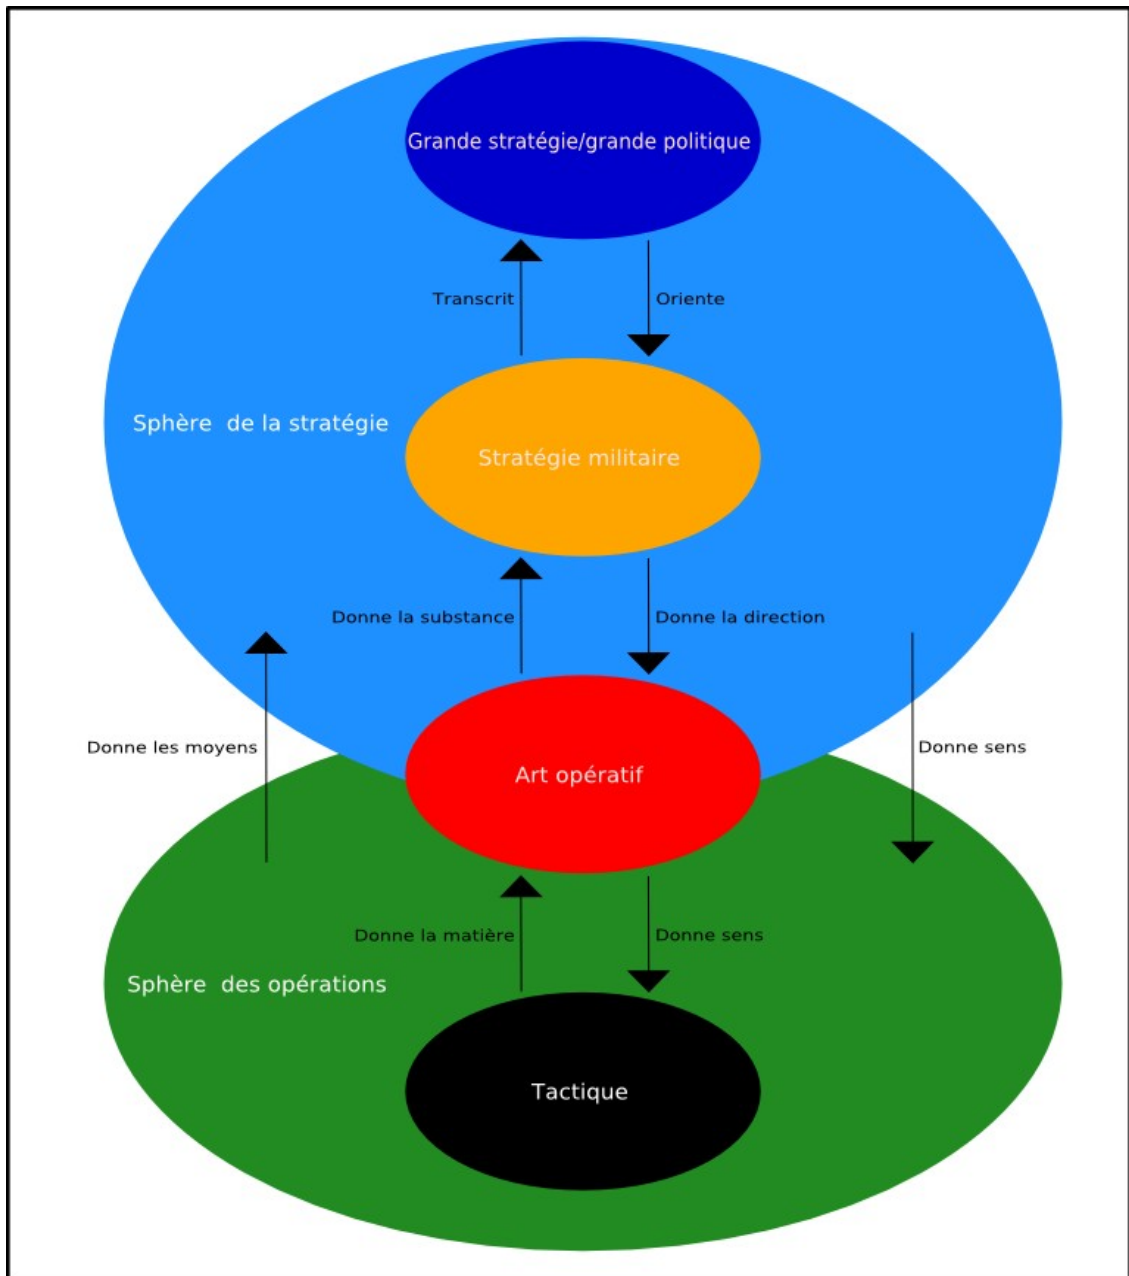 Grande stratégie/grande politique
Transcrit
Oriente
Sphère de la stratégie
Stratégie militaire
Donne la substance
Donne la direction
Donne les moyens
Donne sens
Art opératif
Donne la matière
Donne sens
Sphère des opérations
Tactique